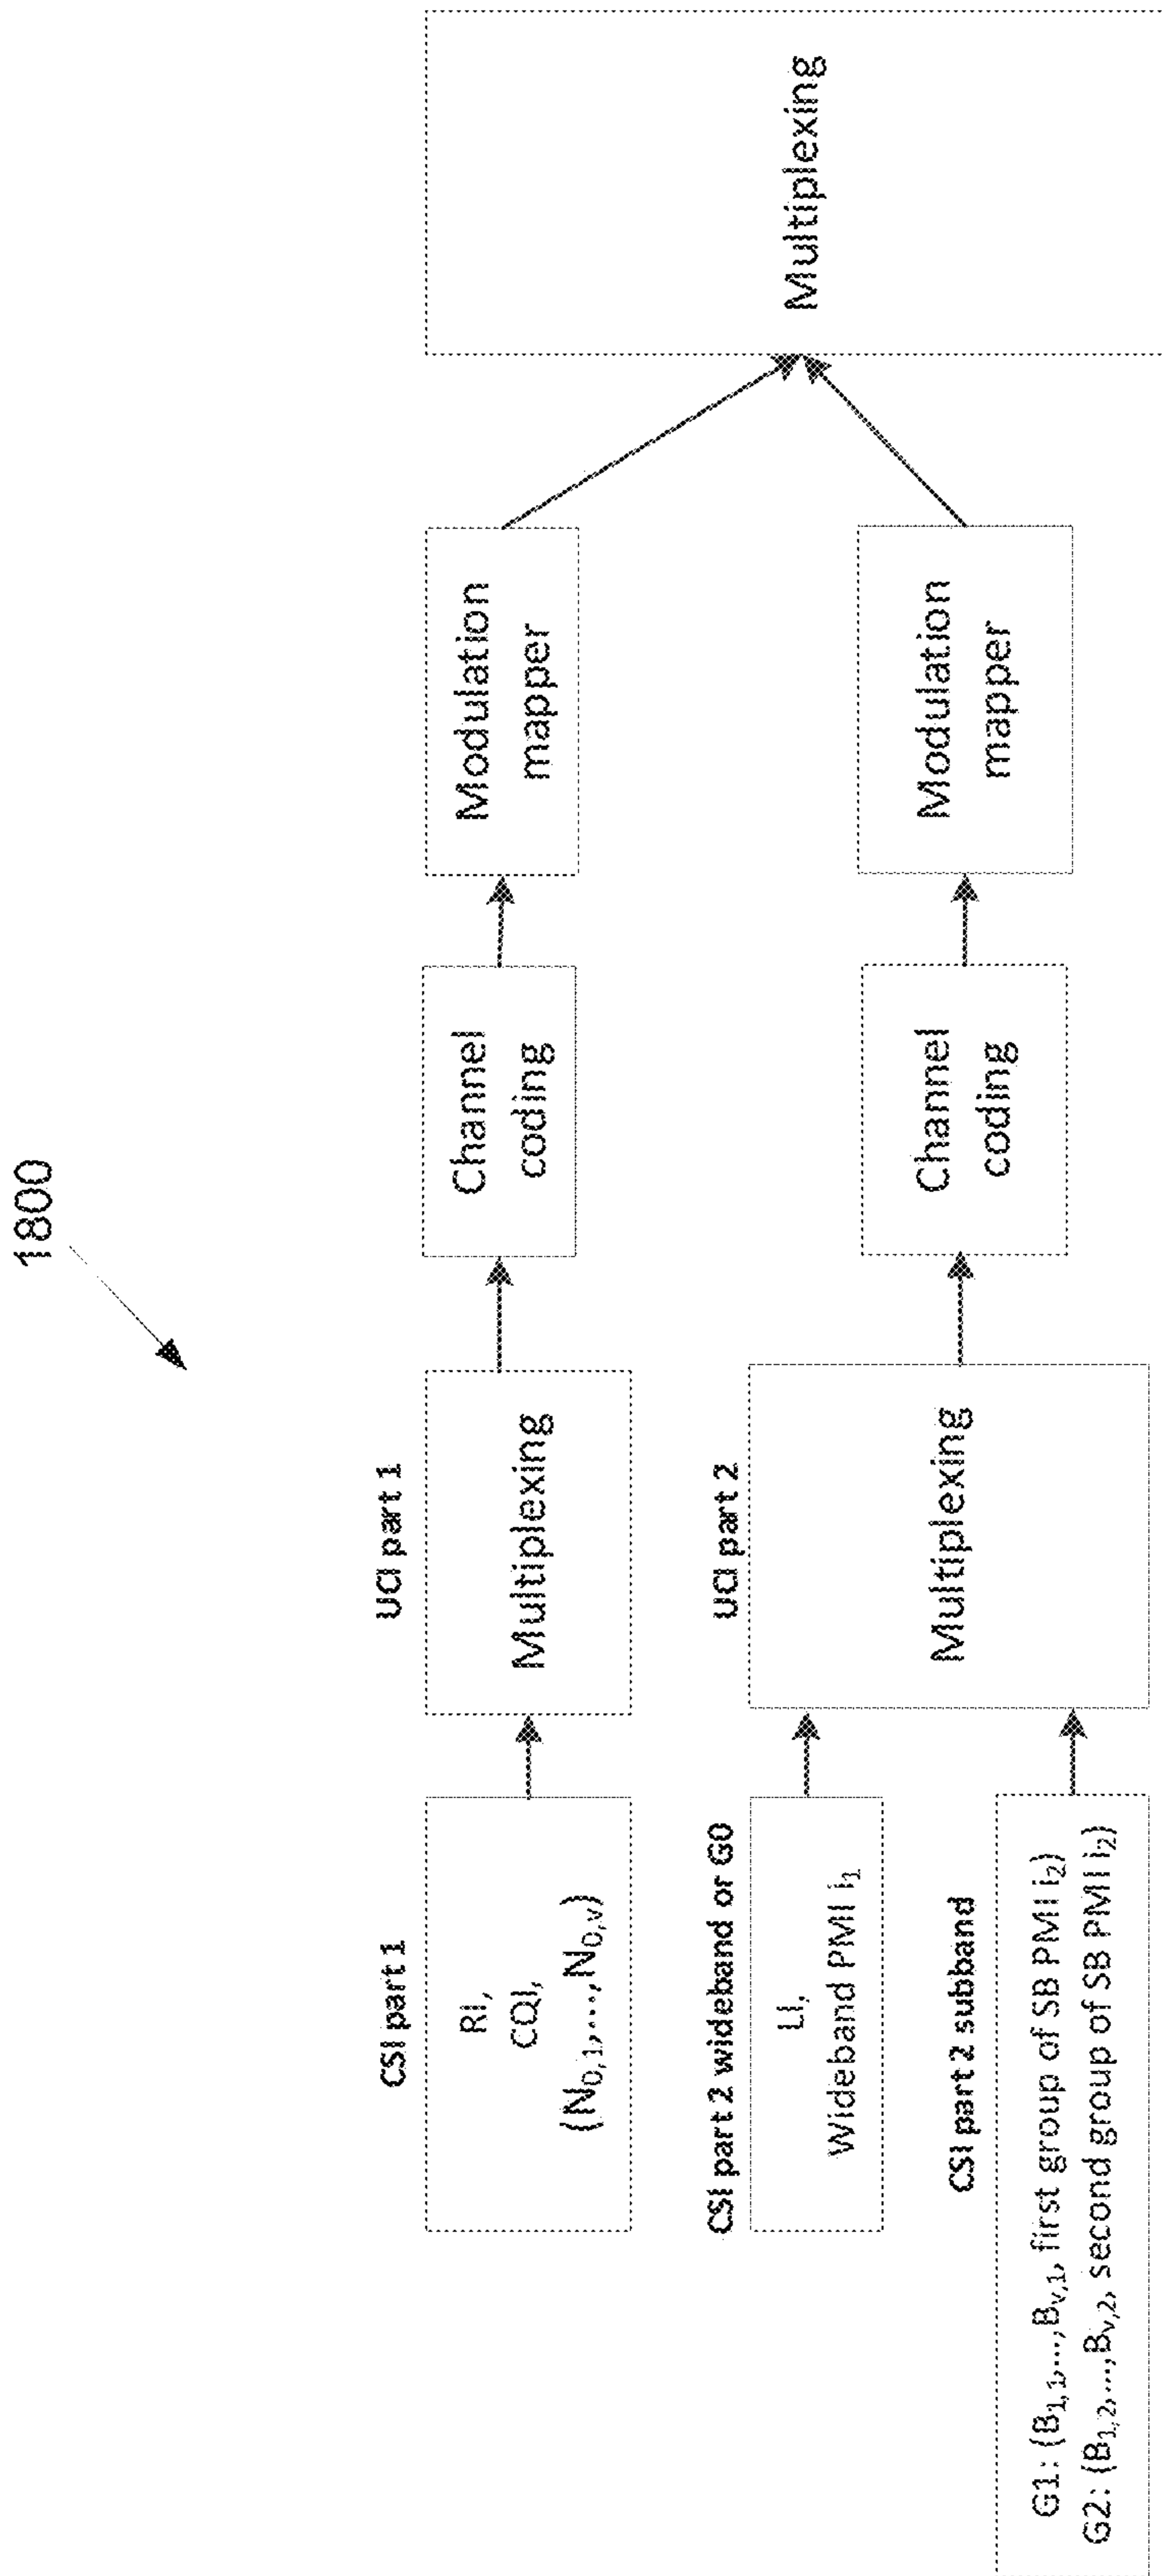 1800
CSI part 1
RI,
CQI,
(N0,1,...,N0,v)
UCI part 1
Multiplexing
Channel
coding
Modulation
mapper
CSI part 2 wideband or G0
LI,
Wideband PMI i1
CSI part 2 subband
G1: (B1,1,...,Bv,1, first group of SB PMI i2)
G2: (B1,2,...,Bv,2, second group of SB PMI i2)
UCI part 2
Multiplexing
Channel
coding
Modulation
mapper
Multiplexing